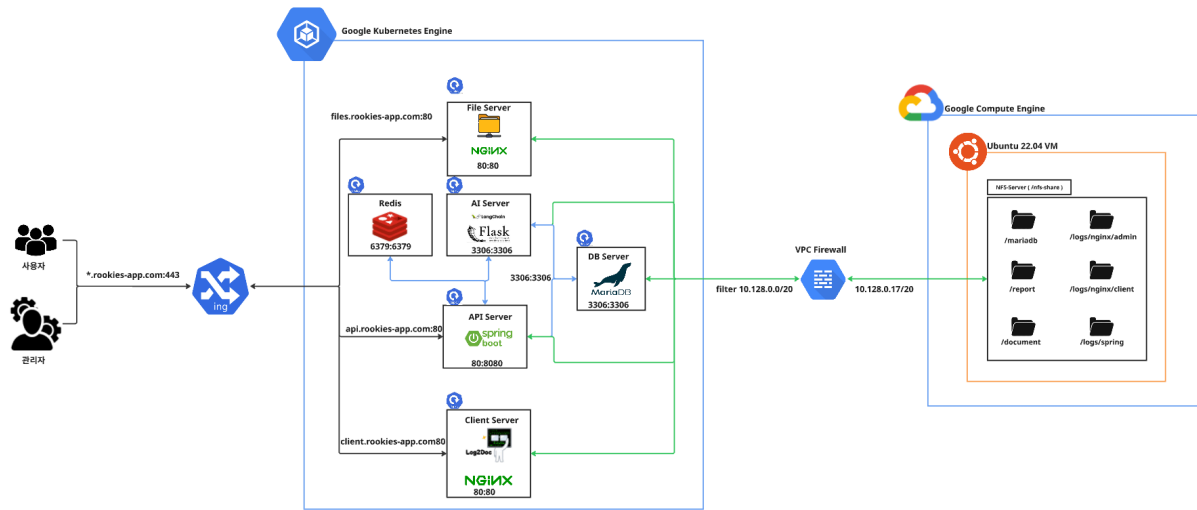 Google Kubernetes Engine
File Server
files.rookies-app.com:80
NGINX
80:80
Redis
6379:6379
AI Server
LangChain
Flask
3306:3306
DB Server
3306:3306
MariaDB
3306:3306
사용자
*.rookies-app.com:443
ing
관리자
API Server
api.rookies-app.com:80
spring
boot
80:8080
Client Server
client.rookies-app.com80
Log2Doc
NGINX
80:80
VPC Firewall
filter 10.128.0.0/20
10.128.0.17/20
Google Compute Engine
Ubuntu 22.04 VM
NFS-Server ( /nfs-share )
/mariadb
/logs/nginx/admin
/report
/logs/nginx/client
/document
/logs/spring